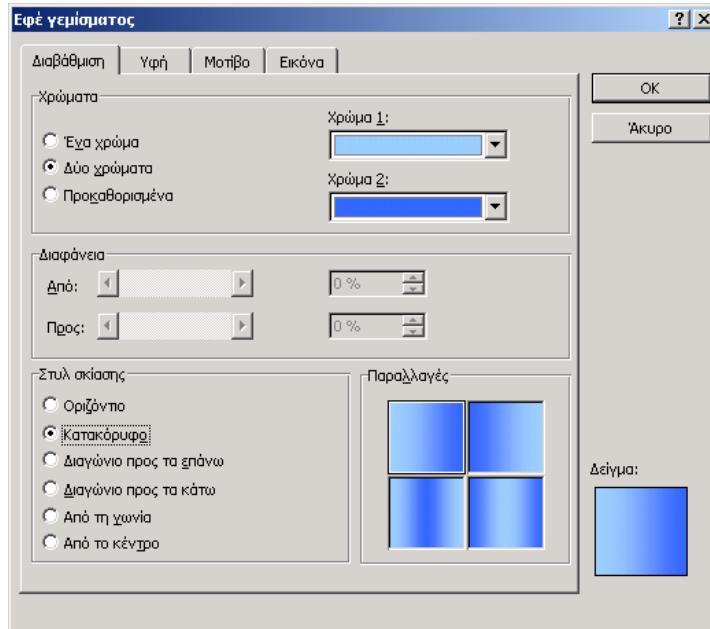 Εφέ γεμίσματος
Διαβάθμιση Υφή Μοτίβο Εικόνα
OK
Άκυρο
Χρώματα
Ένα χρώμα
Δύο χρώματα
Προκαθορισμένα
Χρώμα 1:
Χρώμα 2:
Διαφάνεια
Από: 0 %
Προς: 0 %
Στυλ σκίασης
Οριζόντιο
Κατακόρυφο
Διαγώνιο προς τα επάνω
Διαγώνιο προς τα κάτω
Από τη γωνία
Από το κέντρο
Παραλλαγές
Δείγμα: